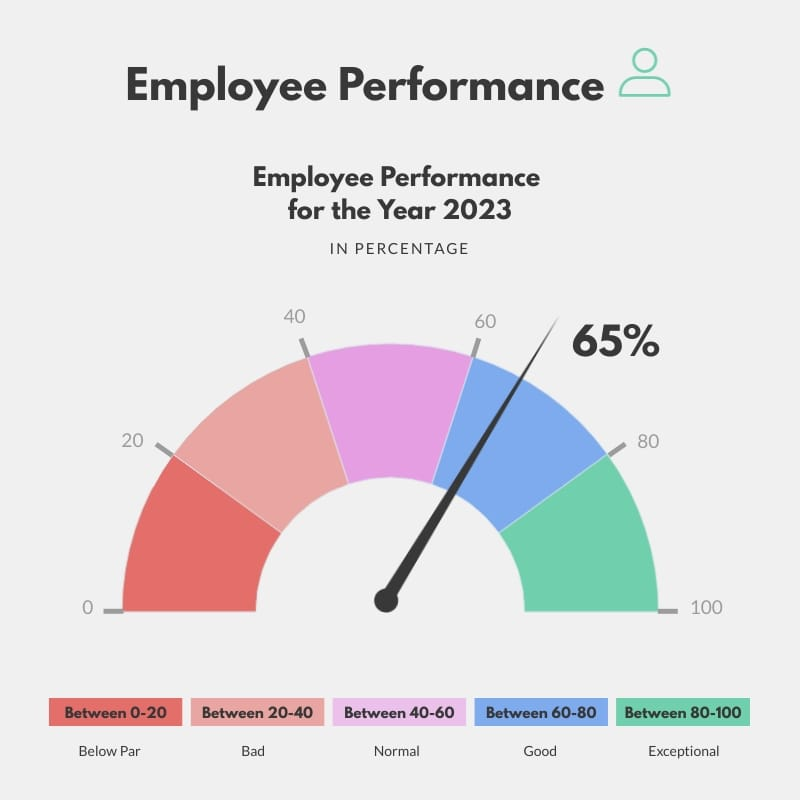 Employee Performance
Employee Performance
for the Year 2023
IN PERCENTAGE
40
60
65%
20
80
0
100
Between 0-20
Between 20-40
Between 40-60
Between 60-80
Between 80-100
Below Par
Bad
Normal
Good
Exceptional